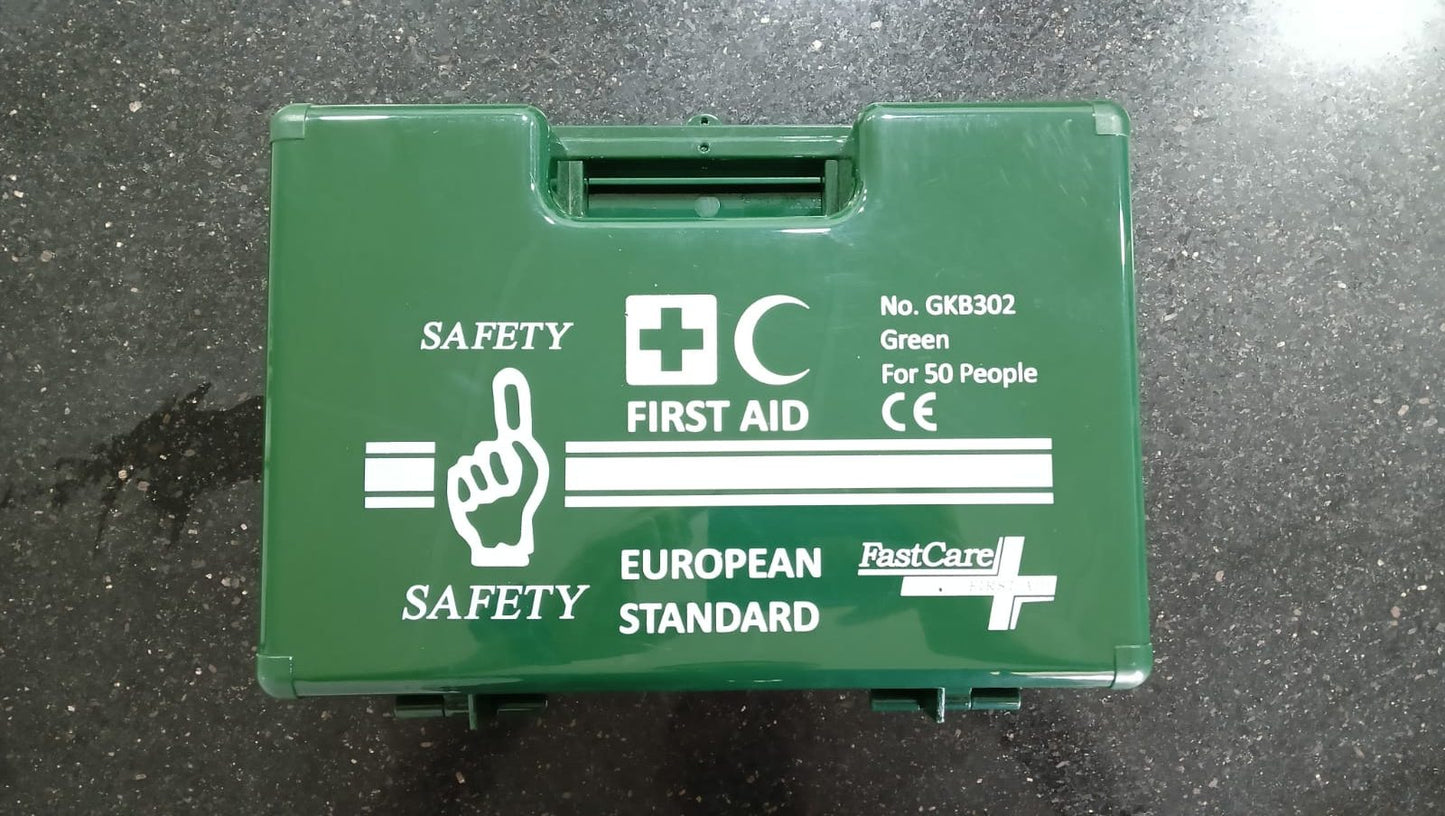 SAFETY
SAFETY
FIRST AID
No. GKB302
Green
For 50 People
CE
EUROPEAN
STANDARD
FastCare